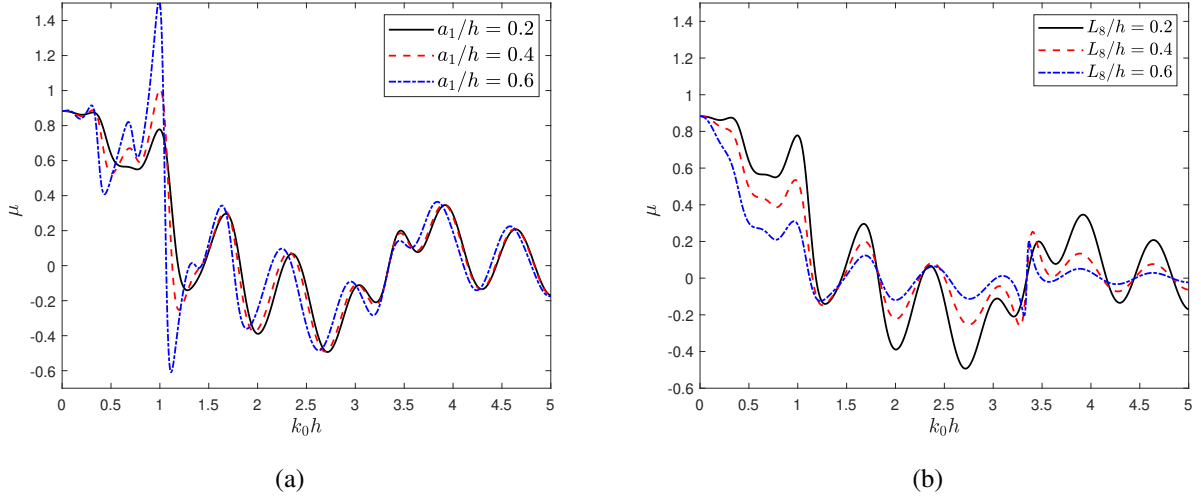 1.4
1.2
1
0.8
0.6
0.4
0.2
0
-0.2
-0.4
-0.6
μ
0 0.5 1 1.5 2 2.5 3 3.5 4 4.5 5
k₀h
a₁/h = 0.2
a₁/h = 0.4
a₁/h = 0.6
(a)
1.4
1.2
1
0.8
0.6
0.4
0.2
0
-0.2
-0.4
-0.6
μ
0 0.5 1 1.5 2 2.5 3 3.5 4 4.5 5
k₀h
L₈/h = 0.2
L₈/h = 0.4
L₈/h = 0.6
(b)